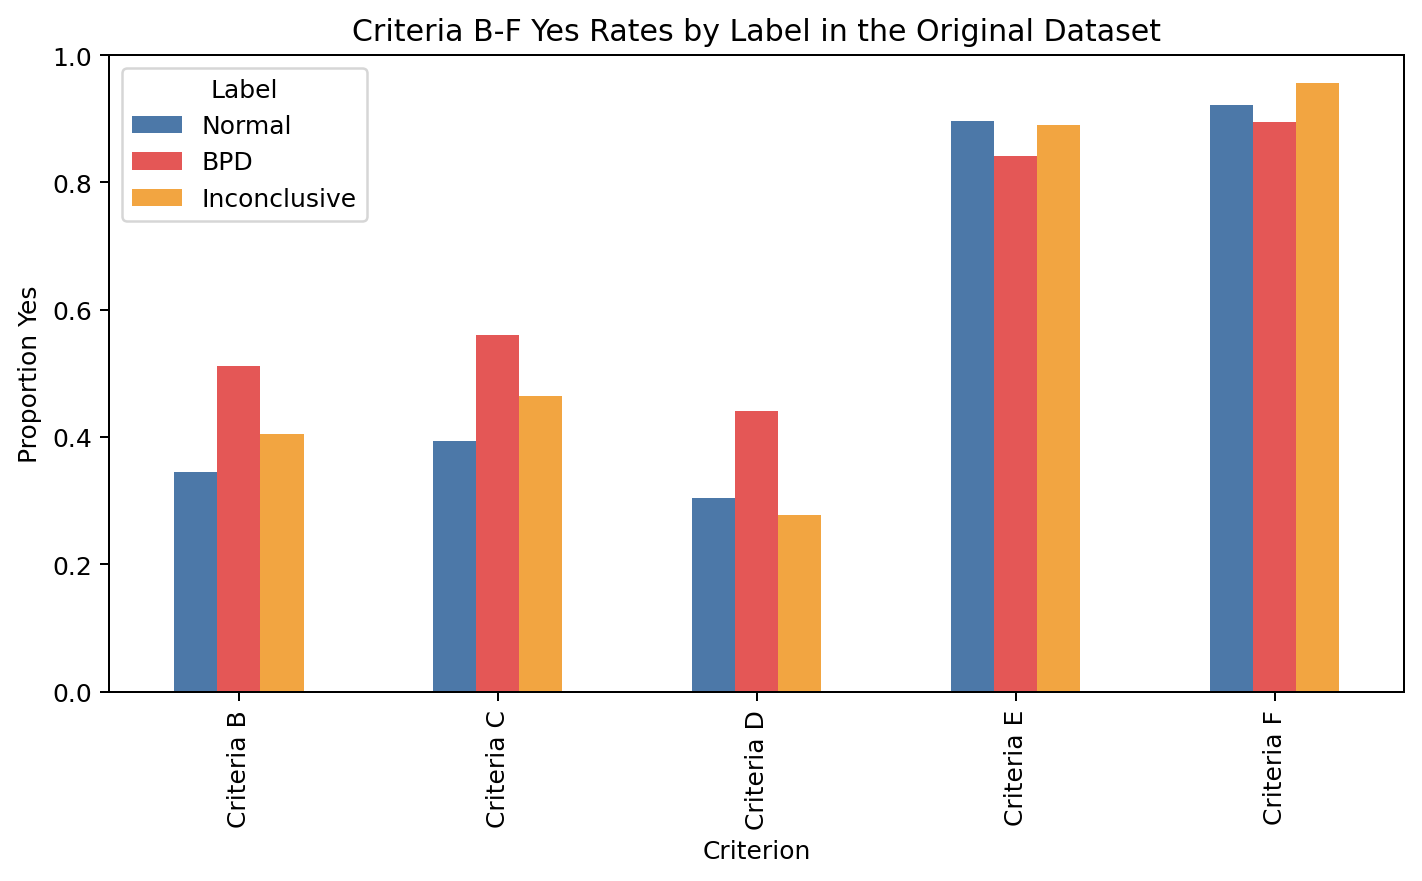 Criteria B-F Yes Rates by Label in the Original Dataset
Label
Normal
BPD
Inconclusive
Proportion Yes
1.0
0.8
0.6
0.4
0.2
0.0
Criteria B
Criteria C
Criteria D
Criteria E
Criteria F
Criterion